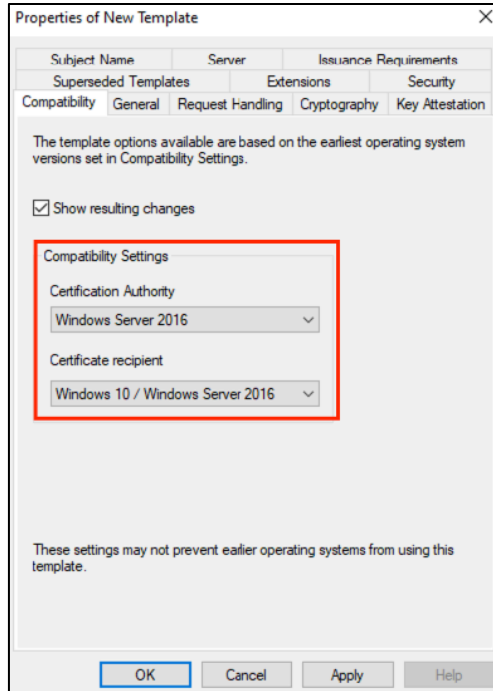 Properties of New Template
Subject Name Server Issuance Requirements
Superseded Templates Extensions Security
Compatibility General Request Handling Cryptography Key Attestation
The template options available are based on the earliest operating system
versions set in Compatibility Settings.
Show resulting changes
Compatibility Settings
Certification Authority
Windows Server 2016
Certificate recipient
Windows 10 / Windows Server 2016
These settings may not prevent earlier operating systems from using this
template.
OK Cancel Apply Help